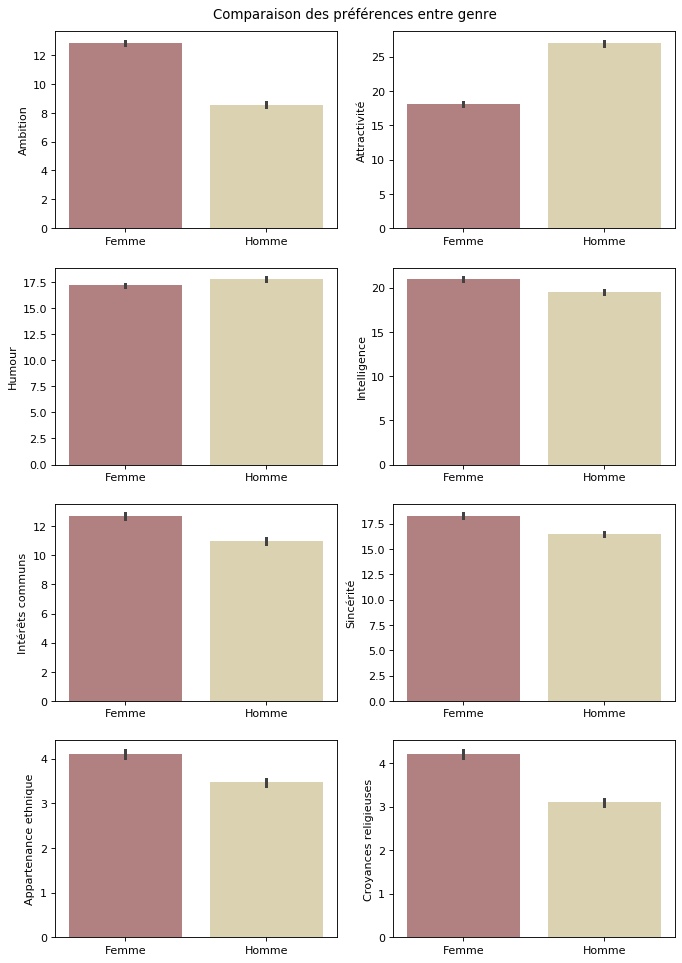 Comparaison des préférences entre genre
12
10
8
6
4
2
0
Ambition
Femme
Homme
25
20
15
10
5
0
Attractivité
Femme
Homme
17.5
15.0
12.5
10.0
7.5
5.0
2.5
0.0
Humour
Femme
Homme
20
15
10
5
0
Intelligence
Femme
Homme
12
10
8
6
4
2
0
Intérêts communs
Femme
Homme
17.5
15.0
12.5
10.0
7.5
5.0
2.5
0.0
Sincérité
Femme
Homme
4
3
2
1
0
Appartenance ethnique
Femme
Homme
4
3
2
1
0
Croyances religieuses
Femme
Homme